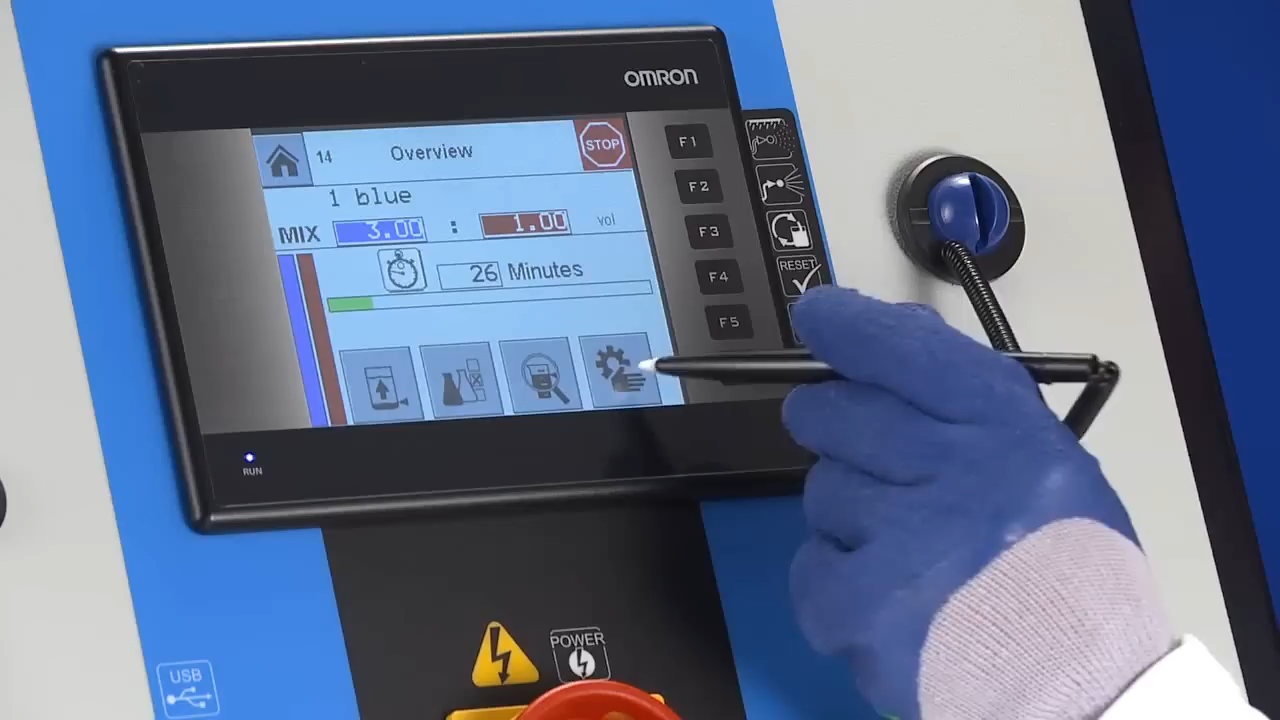 OMRON
14 Overview
STOP
1 blue
MIX 3.00 : 1.00 vol
26 Minutes
F1
F2
F3
F4
F5
RESET
RUN
POWER
USB